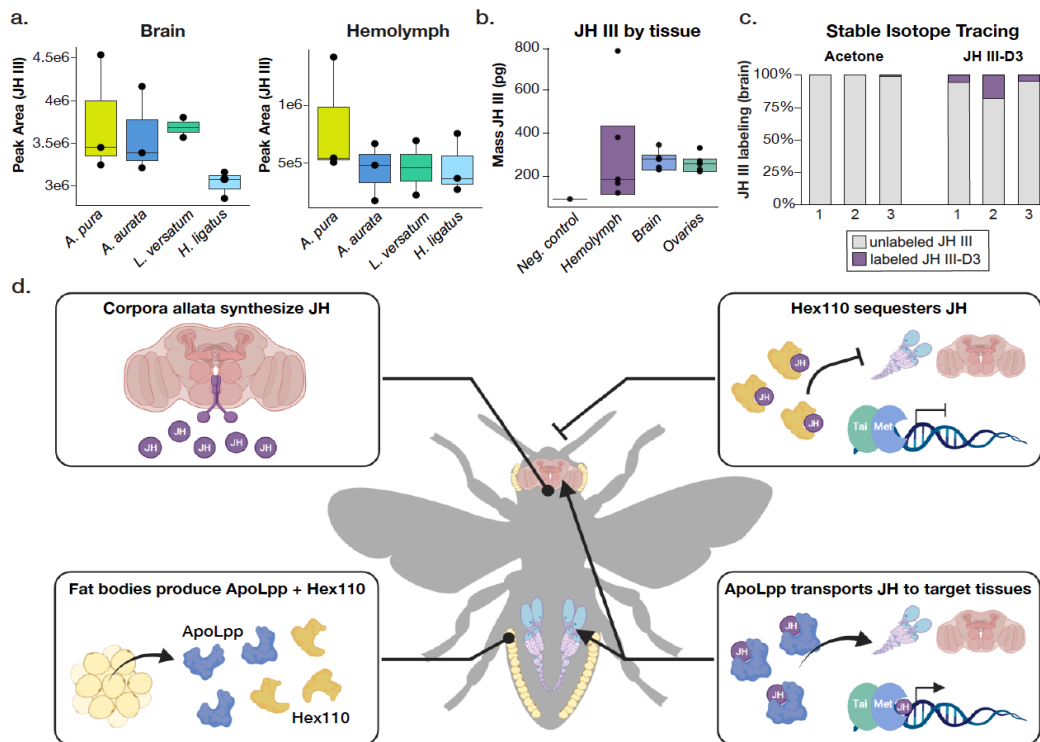 a.
Brain
Peak Area (JH III)
4.5e6
4e6
3.5e6
3e6
A. pura
A. aurata
L. versatum
H. ligatus
Hemolymph
Peak Area (JH III)
1e6
5e5
A. pura
A. aurata
L. versatum
H. ligatus
b.
JH III by tissue
Mass JH III (pg)
800
600
400
200
Neg. control
Hemolymph
Brain
Ovaries
c.
Stable Isotope Tracing
Acetone
JH III-D3
JH III labeling (brain)
100%
75%
50%
25%
0%
1 2 3 1 2 3
unlabeled JH III
labeled JH III-D3
d.
Corpora allata synthesize JH
JH JH JH JH JH
Hex110 sequesters JH
JH
JH
JH
Tai Met
Fat bodies produce ApoLpp + Hex110
ApoLpp
Hex110
ApoLpp transports JH to target tissues
JH
JH
JH
Tai Met JH